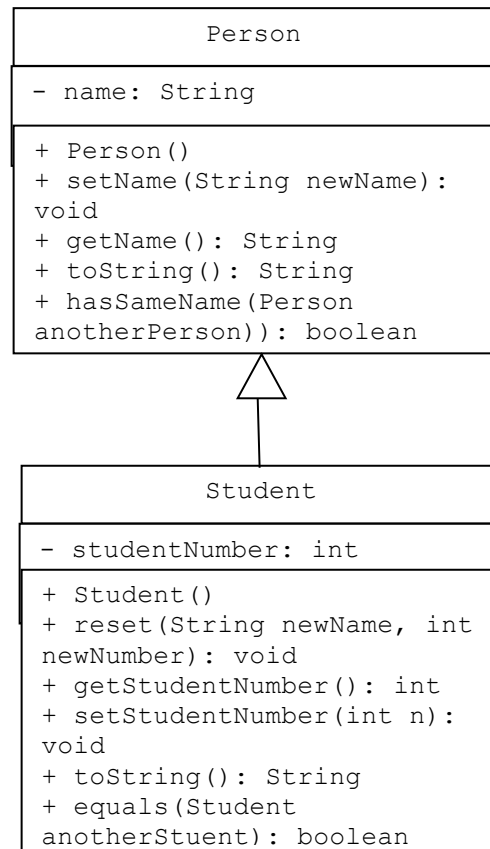 Person
- name: String
+ Person()
+ setName(String newName):
void
+ getName(): String
+ toString(): String
+ hasSameName(Person
anotherPerson)): boolean
Student
- studentNumber: int
+ Student()
+ reset(String newName, int
newNumber): void
+ getStudentNumber(): int
+ setStudentNumber(int n):
void
+ toString(): String
+ equals(Student
anotherStuent): boolean